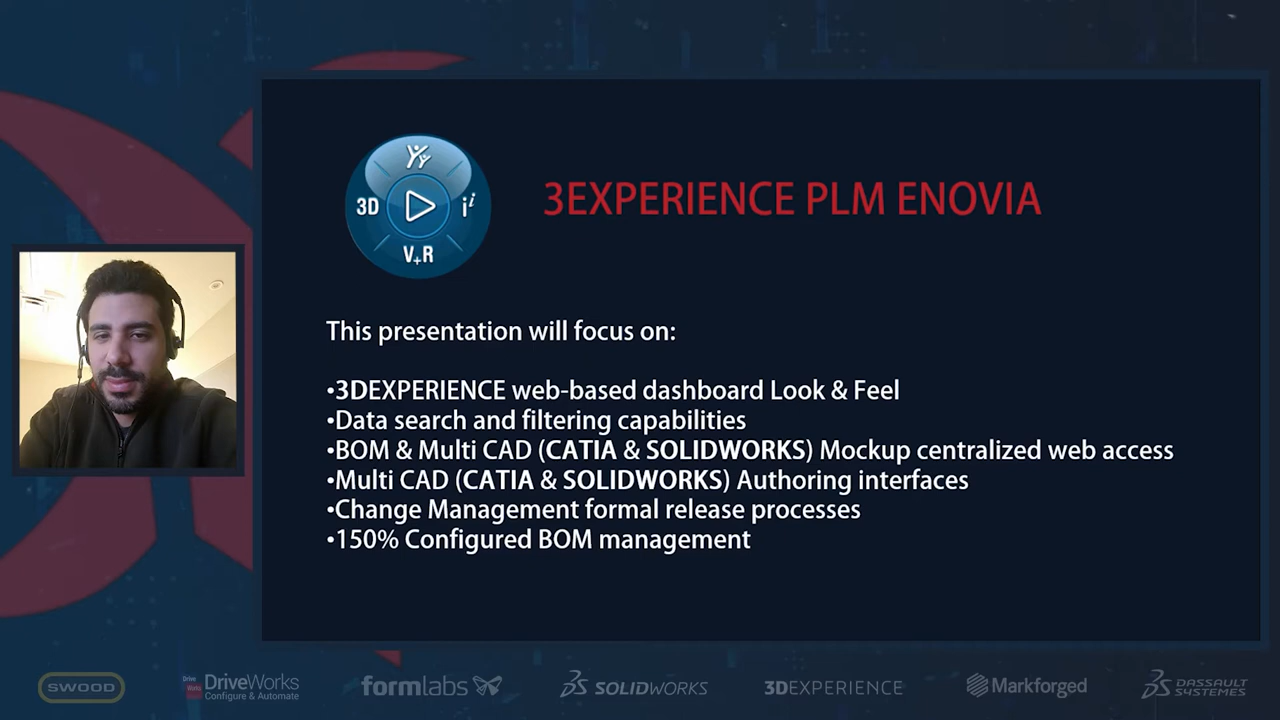 3D
V+R
3EXPERIENCE PLM ENOVIA
This presentation will focus on:
•3DEXPERIENCE web-based dashboard Look & Feel
•Data search and filtering capabilities
•BOM & Multi CAD (CATIA & SOLIDWORKS) Mockup centralized web access
•Multi CAD (CATIA & SOLIDWORKS) Authoring interfaces
•Change Management formal release processes
•150% Configured BOM management
SWOOD
Drive Works
DriveWorks
Configure & Automate
formlabs
SOLIDWORKS
3DEXPERIENCE
Markforged
DASSAULT SYSTEMES